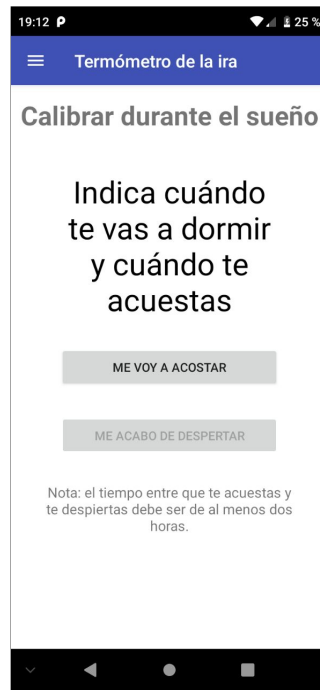 19:12 P 25 %
Termómetro de la ira
Calibrar durante el sueño
Indica cuándo
te vas a dormir
y cuándo te
acuestas
ME VOY A ACOSTAR
ME ACABO DE DESPERTAR
Nota: el tiempo entre que te acuestas y
te despiertas debe ser de al menos dos
horas.